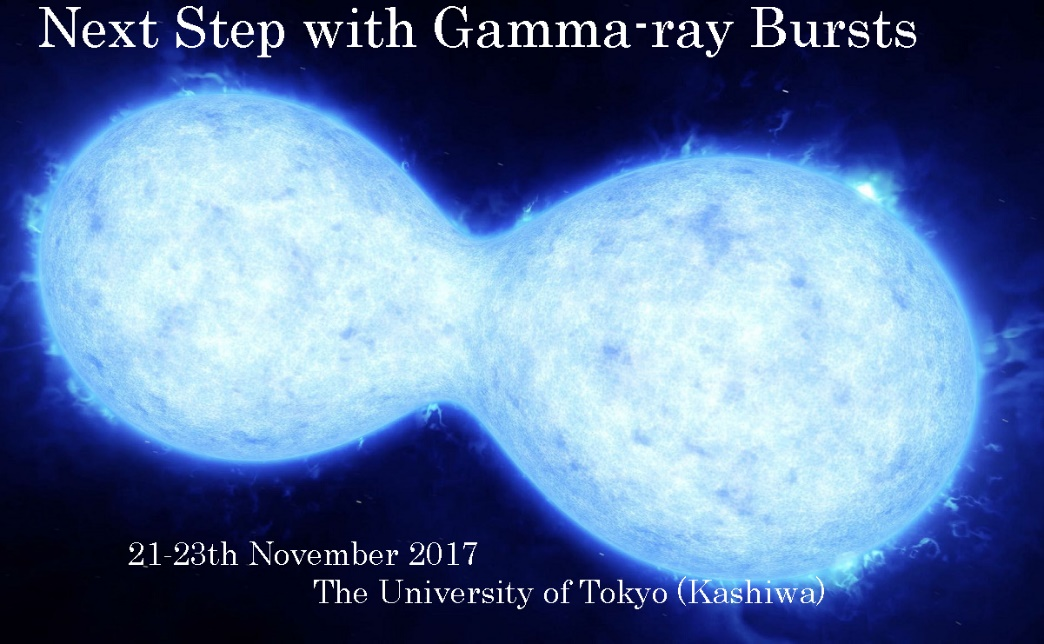 Next Step with Gamma-ray Bursts
21-23th November 2017
The University of Tokyo (Kashiwa)